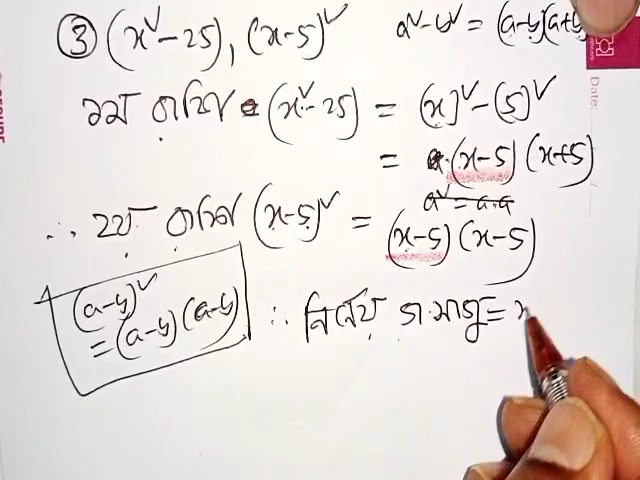 ③ (x² - 25), (x-5)² a² - b² = (a-b)(a+b)
১ম রাশি (x² - 25) = (x)² - (5)²
= (x-5) (x+5)
a² = a.a
∴ ২য় রাশি (x-5)² = (x-5) (x-5)
(a-b)²
= (a-b) (a-b)
∴ নির্ণেয় গ.সা.গু = x
Date: